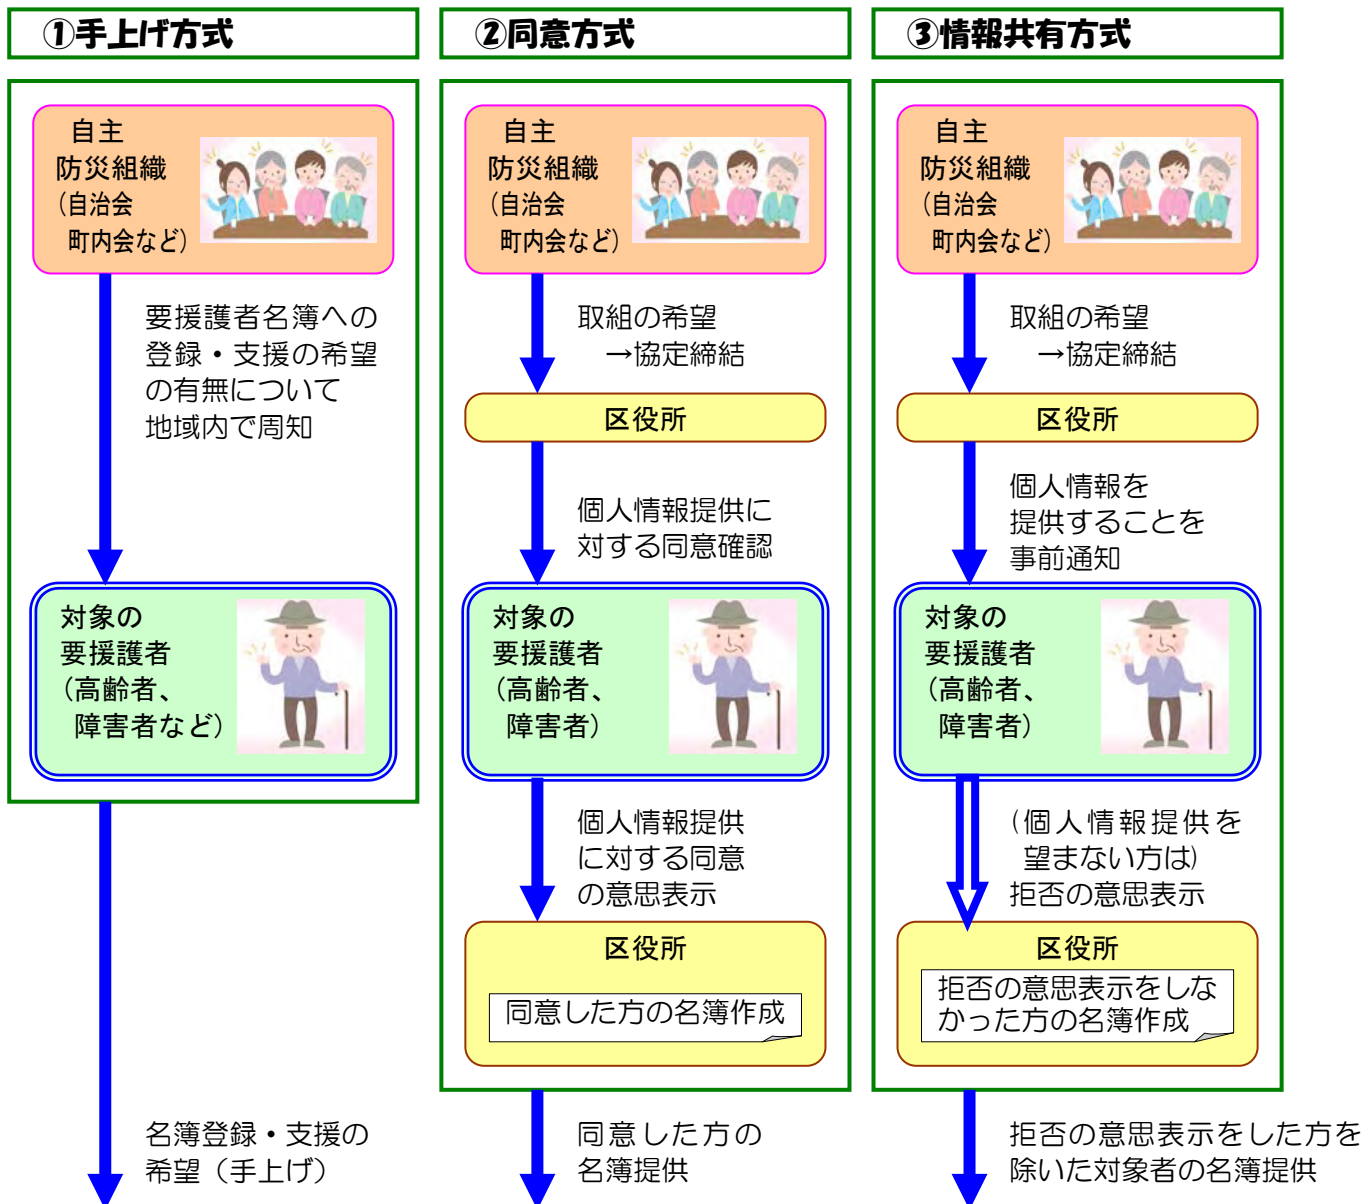 ①手上げ方式
自主
防災組織
(自治会
町内会など)
要援護者名簿への
登録・支援の希望
の有無について
地域内で周知
対象の
要援護者
(高齢者、
障害者など)
名簿登録・支援の
希望（手上げ）
②同意方式
自主
防災組織
(自治会
町内会など)
取組の希望
→協定締結
区役所
個人情報提供に
対する同意確認
対象の
要援護者
(高齢者、
障害者)
個人情報提供
に対する同意
の意思表示
区役所
同意した方の名簿作成
同意した方の
名簿提供
③情報共有方式
自主
防災組織
(自治会
町内会など)
取組の希望
→協定締結
区役所
個人情報を
提供することを
事前通知
対象の
要援護者
(高齢者、
障害者)
(個人情報提供を
望まない方は)
拒否の意思表示
区役所
拒否の意思表示をしな
かった方の名簿作成
拒否の意思表示をした方を
除いた対象者の名簿提供